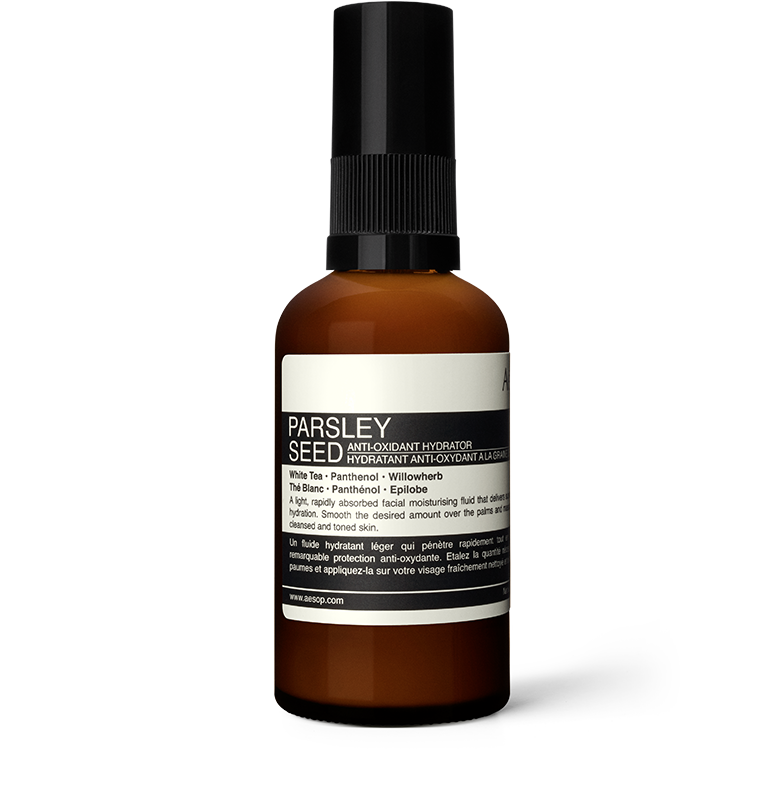 PARSLEY
SEED ANTI-OXIDANT HYDRATOR
HYDRATANT ANTI-OXYDANT A LA
White Tea • Panthenol • Willowherb
Thé Blanc • Panthénol • Epilobe
A light, rapidly absorbed facial moisturising fluid that delivers
hydration. Smooth the desired amount over the palms and
cleansed and toned skin.
Un fluide hydratant léger qui pénètre rapidement tout
remarquable protection anti-oxydante. Etalez la quantité
paumes et appliquez-la sur votre visage fraîchement nettoyé
www.aesop.com